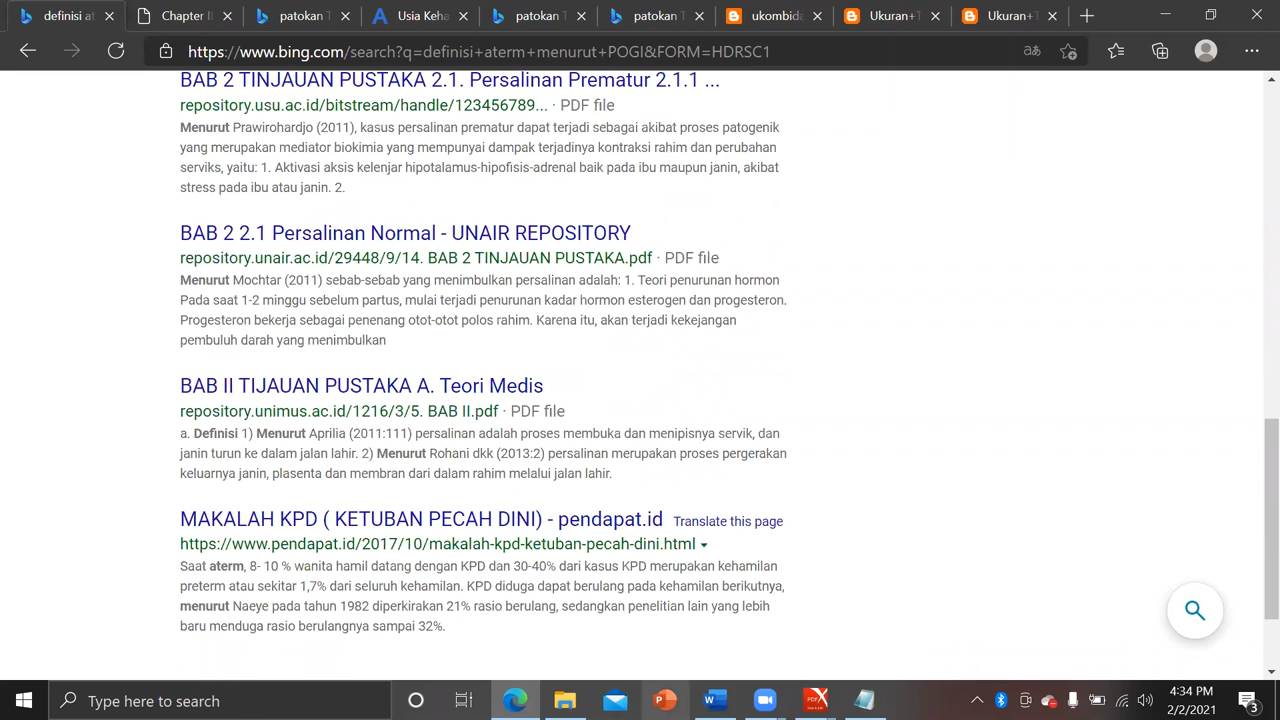 definisi at
Chapter II
patokan T
Usia Keha
patokan T
patokan T
ukombida
Ukuran+T
Ukuran+T
https://www.bing.com/search?q=definisi+aterm+menurut+POGI&FORM=HDRSC1
BAB 2 TINJAUAN PUSTAKA 2.1. Persalinan Prematur 2.1.1 ...
repository.usu.ac.id/bitstream/handle/123456789... · PDF file
Menurut Prawirohardjo (2011), kasus persalinan prematur dapat terjadi sebagai akibat proses patogenik
yang merupakan mediator biokimia yang mempunyai dampak terjadinya kontraksi rahim dan perubahan
serviks, yaitu: 1. Aktivasi aksis kelenjar hipotalamus-hipofisis-adrenal baik pada ibu maupun janin, akibat
stress pada ibu atau janin. 2.
BAB 2 2.1 Persalinan Normal - UNAIR REPOSITORY
repository.unair.ac.id/29448/9/14. BAB 2 TINJAUAN PUSTAKA.pdf · PDF file
Menurut Mochtar (2011) sebab-sebab yang menimbulkan persalinan adalah: 1. Teori penurunan hormon
Pada saat 1-2 minggu sebelum partus, mulai terjadi penurunan kadar hormon esterogen dan progesteron.
Progesteron bekerja sebagai penenang otot-otot polos rahim. Karena itu, akan terjadi kekejangan
pembuluh darah yang menimbulkan
BAB II TIJAUAN PUSTAKA A. Teori Medis
repository.unimus.ac.id/1216/3/5. BAB II.pdf · PDF file
a. Definisi 1) Menurut Aprilia (2011:111) persalinan adalah proses membuka dan menipisnya servik, dan
janin turun ke dalam jalan lahir. 2) Menurut Rohani dkk (2013:2) persalinan merupakan proses pergerakan
keluarnya janin, plasenta dan membran dari dalam rahim melalui jalan lahir.
MAKALAH KPD ( KETUBAN PECAH DINI) - pendapat.id Translate this page
https://www.pendapat.id/2017/10/makalah-kpd-ketuban-pecah-dini.html
Saat aterm, 8- 10 % wanita hamil datang dengan KPD dan 30-40% dari kasus KPD merupakan kehamilan
preterm atau sekitar 1,7% dari seluruh kehamilan. KPD diduga dapat berulang pada kehamilan berikutnya,
menurut Naeye pada tahun 1982 diperkirakan 21% rasio berulang, sedangkan penelitian lain yang lebih
baru menduga rasio berulangnya sampai 32%.
Type here to search
4:34 PM
2/2/2021
3